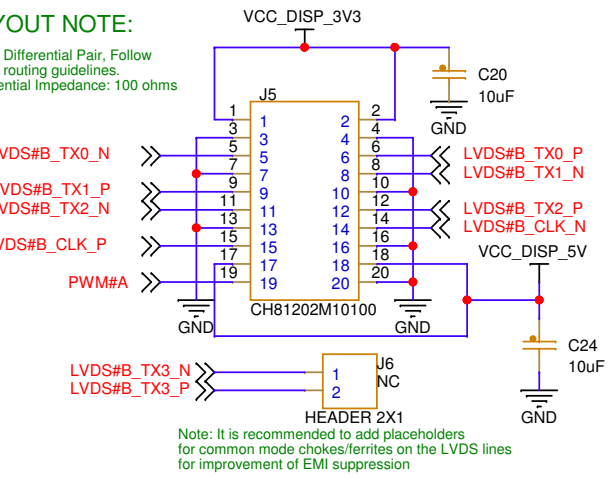 VCC_DISP_3V3
YOUT NOTE:
Differential Pair, Follow
routing guidelines.
ential Impedance: 100 ohms
C20
10uF
GND
J5
1 1 2 2
3 3 4 4
5 5 6 6
7 7 8 8
9 9 10 10
11 11 12 12
13 13 14 14
15 15 16 16
17 17 18 18
19 19 20 20
VDS#B_TX0_N
VDS#B_TX1_P
VDS#B_TX2_N
VDS#B_CLK_P
PWM#A
LVDS#B_TX0_P
LVDS#B_TX1_N
LVDS#B_TX2_P
LVDS#B_CLK_N
VCC_DISP_5V
CH81202M10100
GND
GND
C24
10uF
GND
LVDS#B_TX3_N
LVDS#B_TX3_P
J6
1
NC
2
HEADER 2X1
Note: It is recommended to add placeholders
for common mode chokes/ferrites on the LVDS lines
for improvement of EMI suppression